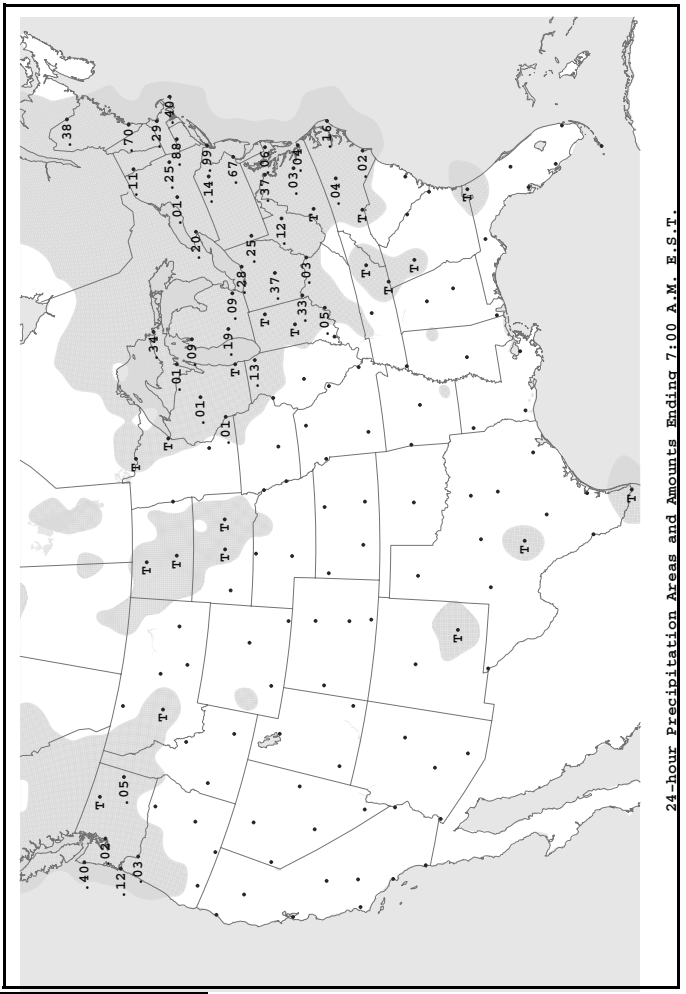 .38
.40
T
.02
.12
.05
.70
.11
T
.03
T
.34
.29
T
T
.40
.25
.88
.01
T
.01
.09
.20
.01
.99
.14
T
T
.01
.19
.09
.67
T
.28
.25
.13
T
.37
.06
.37
.12
T
.03
.04
.33
.03
T
.05
.16
.04
T
.02
T
T
T
T
T
T
T
24-hour Precipitation Areas and Amounts Ending 7:00 A.M. E.S.T.